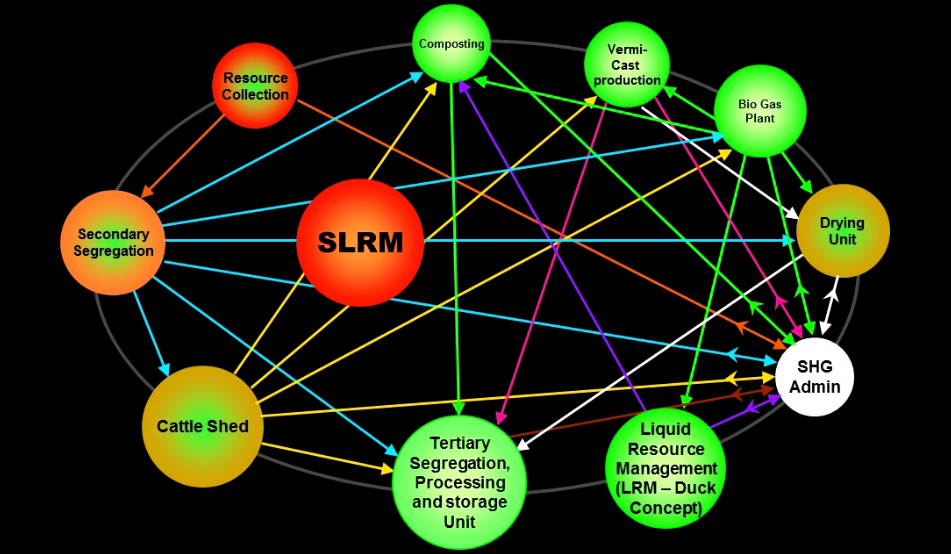 Composting
Vermi-
Cast
production
Resource
Collection
Bio Gas
Plant
Secondary
Segregation
SLRM
Drying
Unit
SHG
Admin
Cattle Shed
Tertiary
Segregation,
Processing
and storage
Unit
Liquid
Resource
Management
(LRM – Duck
Concept)